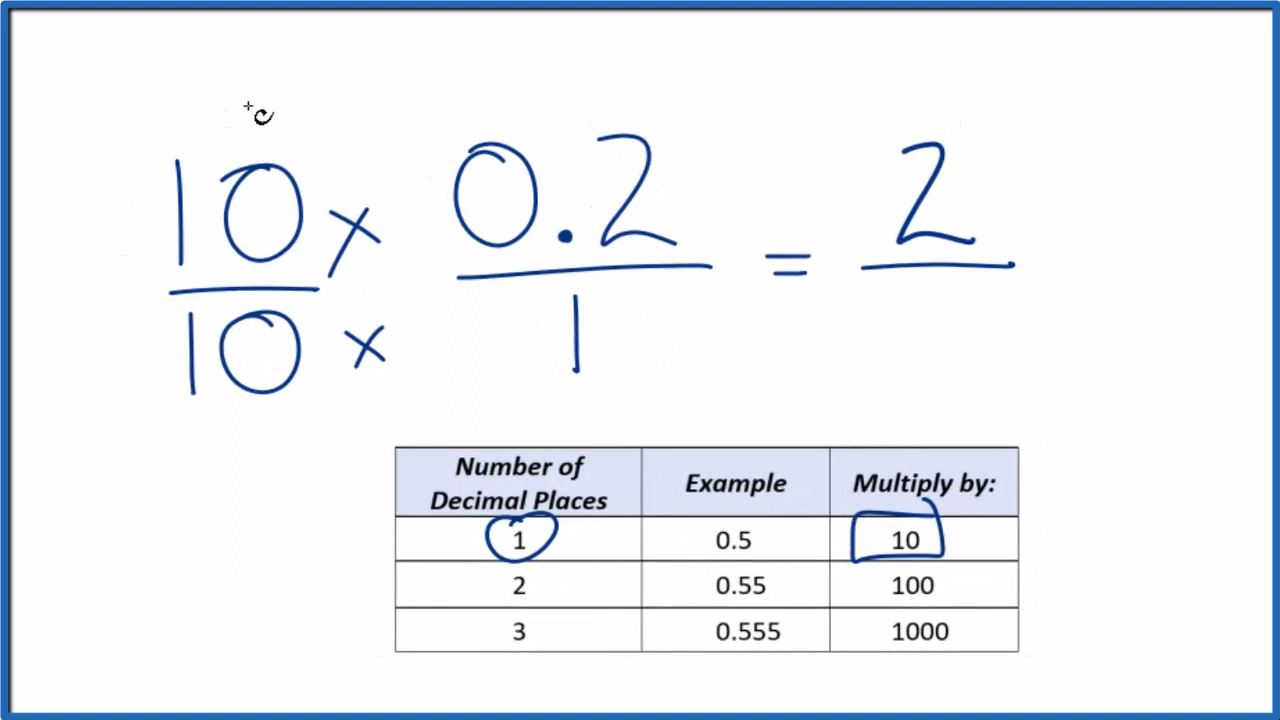 10 × 0.2 = 2
10 × 1
Number of Decimal Places Example Multiply by:
1 0.5 10
2 0.55 100
3 0.555 1000